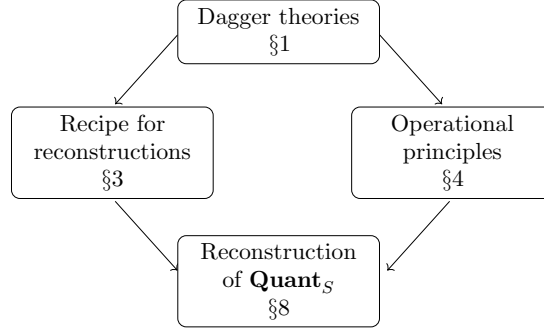 Dagger theories
§1
Recipe for
reconstructions
§3
Operational
principles
§4
Reconstruction
of Quant_S
§8